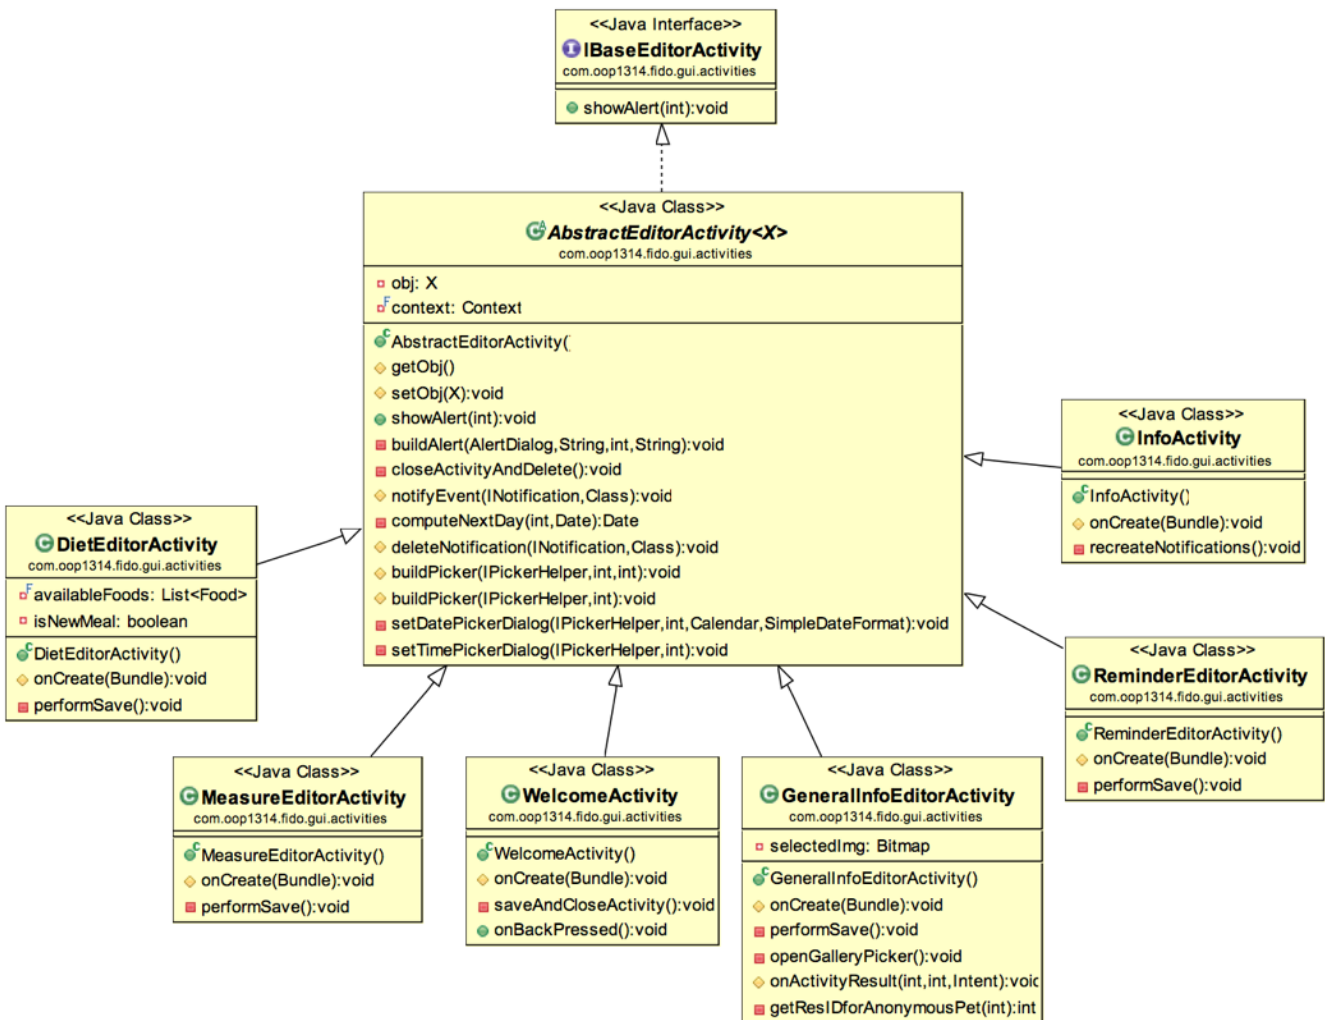 <<Java Interface>>
IBaseEditorActivity
com.oop1314.fido.gui.activities
showAlert(int):void
<<Java Class>>
AbstractEditorActivity<X>
com.oop1314.fido.gui.activities
obj: X
context: Context
AbstractEditorActivity(
getObj()
setObj(X):void
showAlert(int):void
buildAlert(AlertDialog,String,int,String):void
closeActivityAndDelete():void
notifyEvent(INotification,Class):void
computeNextDay(int,Date):Date
deleteNotification(INotification,Class):void
buildPicker(IPickerHelper,int,int):void
buildPicker(IPickerHelper,int):void
setDatePickerDialog(IPickerHelper,int,Calendar,SimpleDateFormat):void
setTimePickerDialog(IPickerHelper,int):void
<<Java Class>>
InfoActivity
com.oop1314.fido.gui.activities
InfoActivity()
onCreate(Bundle):void
recreateNotifications():void
<<Java Class>>
DietEditorActivity
com.oop1314.fido.gui.activities
availableFoods: List<Food>
isNewMeal: boolean
DietEditorActivity()
onCreate(Bundle):void
performSave():void
<<Java Class>>
ReminderEditorActivity
com.oop1314.fido.gui.activities
ReminderEditorActivity()
onCreate(Bundle):void
performSave():void
<<Java Class>>
MeasureEditorActivity
com.oop1314.fido.gui.activities
MeasureEditorActivity()
onCreate(Bundle):void
performSave():void
<<Java Class>>
WelcomeActivity
com.oop1314.fido.gui.activities
WelcomeActivity()
onCreate(Bundle):void
saveAndCloseActivity():void
onBackPressed():void
<<Java Class>>
GeneralInfoEditorActivity
com.oop1314.fido.gui.activities
selectedImg: Bitmap
GeneralInfoEditorActivity()
onCreate(Bundle):void
performSave():void
openGalleryPicker():void
onActivityResult(int,int,Intent):void
getResIDforAnonymousPet(int):int